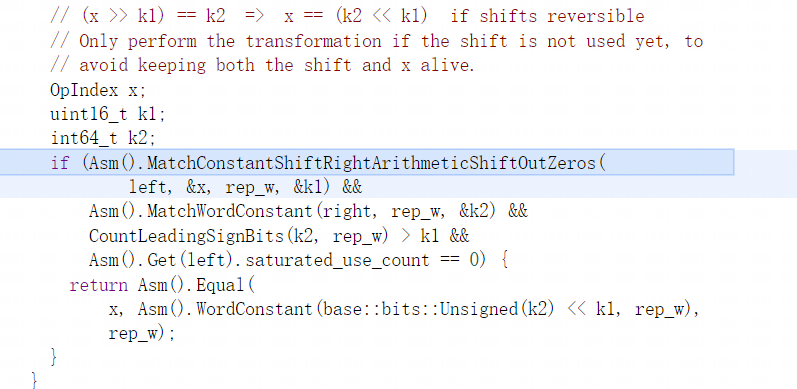 // (x >> k1) == k2  =>  x == (k2 << k1)  if shifts reversible
// Only perform the transformation if the shift is not used yet, to
// avoid keeping both the shift and x alive.
OpIndex x;
uint16_t k1;
int64_t k2;
if (Asm().MatchConstantShiftRightArithmeticShiftOutZeros(
left, &x, rep_w, &k1) &&
Asm().MatchWordConstant(right, rep_w, &k2) &&
CountLeadingSignBits(k2, rep_w) > k1 &&
Asm().Get(left).saturated_use_count == 0) {
return Asm().Equal(
x, Asm().WordConstant(base::bits::Unsigned(k2) << k1, rep_w),
rep_w);
}
}